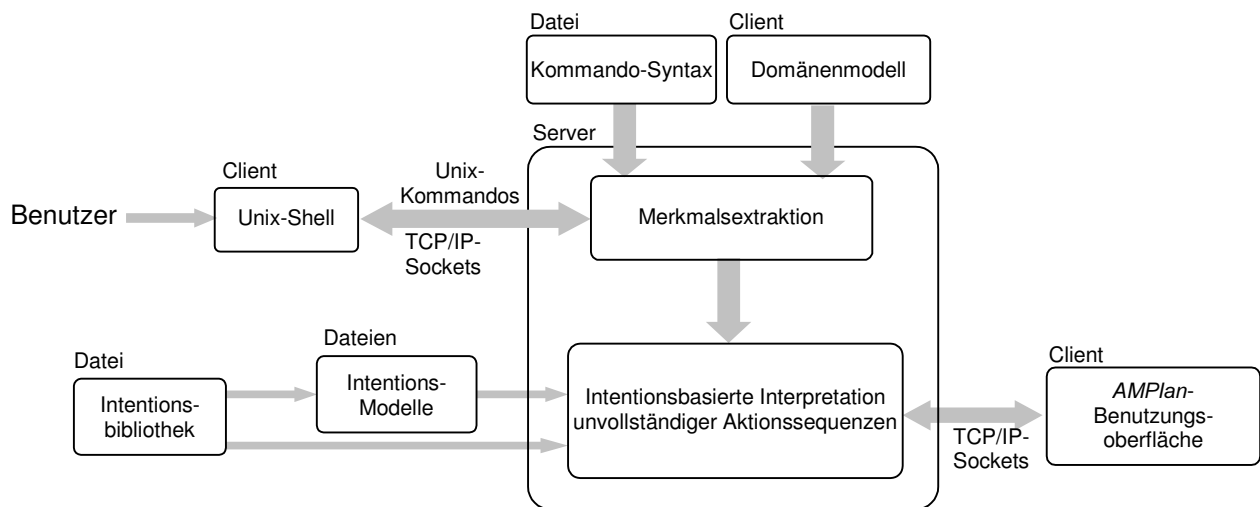 Datei
Client
Kommando-Syntax
Domänenmodell
Server
Client
Unix-
Kommandos
Benutzer
Unix-Shell
Merkmalsextraktion
TCP/IP-
Sockets
Dateien
Datei
Intentions-
Modelle
Intentions-
bibliothek
Intentionsbasierte Interpretation
unvollständiger Aktionssequenzen
Client
AMPlan-
Benutzungs-
oberfläche
TCP/IP-
Sockets